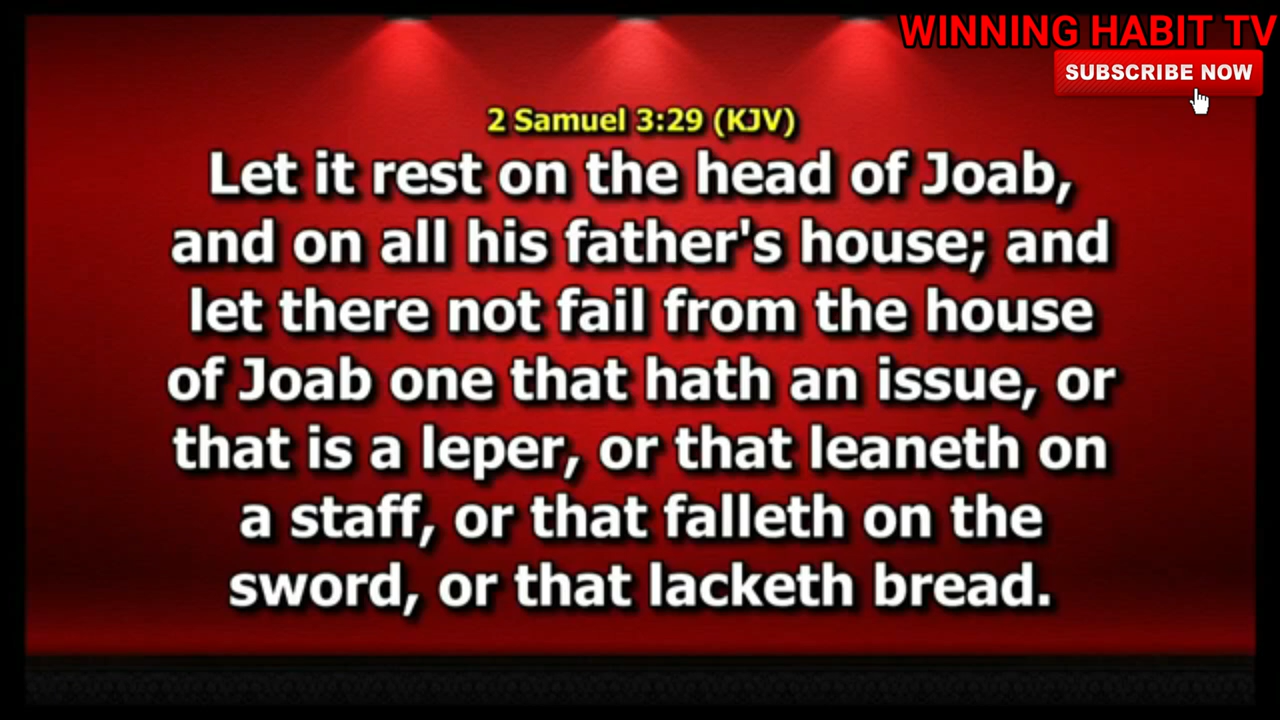 WINNING HABIT TV
SUBSCRIBE NOW
2 Samuel 3:29 (KJV)
Let it rest on the head of Joab,
and on all his father's house; and
let there not fail from the house
of Joab one that hath an issue, or
that is a leper, or that leaneth on
a staff, or that falleth on the
sword, or that lacketh bread.